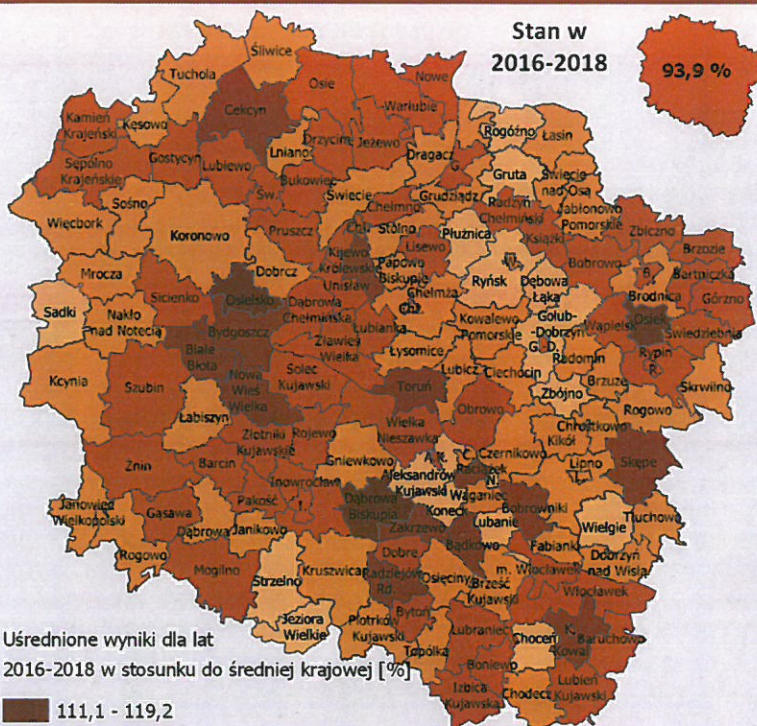 Stan w
2016-2018
93,9 %
Śliwice
Tuchola
Osie
Nowe
Cekcyn
Warlubie
Kamień
Krajeński
Kęsowo
Rogóźno
Łasin
Gostycyn
Lubiewo
Lniano
Drzycim
Jeżewo
Dragacz
Sępólno
Krajeńskie
Gruta
Świecie
nad Osą
Bukowiec
G.
Św.
Świecie
Grudziądz
Radzyń
Chełmiński
Sośno
Chełmno
Jabłonowo
Pomorskie
Więcbork
Koronowo
Pruszcz
Stolno
Płużnica
Książki
Zbiczno
Lisewo
Kijewo
Królewskie
Papowo
Biskupie
Brzozie
Bobrowo
Mrocza
Dobrcz
Unisław
Ryńsk
Dębowa
Łąka
Bartniczka
Sicienko
Osielsko
Chełmża
Brodnica
Górzno
Sadki
Nakło
nad Notecią
Dąbrowa
Chełmińska
Golub-
-Dobrzyń
Osiek
Bydgoszcz
Łubianka
Kowalewo
Pomorskie
Wąpielsk
Świedziebnia
Białe
Błota
Zławieś
Wielka
Łysomice
G. D.
Radomin
Rypin
R.
Kcynia
Szubin
Nowa
Wieś
Wielka
Solec
Kujawski
Lubicz
Ciechocin
Brzuze
Skrwilno
Toruń
Zbójno
Łabiszyn
Obrowo
Rogowo
Wielka
Nieszawka
Chrostkowo
Złotniki
Kujawskie
Rojewo
Kikół
Czernikowo
Żnin
Barcin
Gniewkowo
A.K.
Raciążek
Lipno
Skępe
Aleksandrów
Kujawski
N.
Inowrocław
Waganiec
Janowiec
Wielkopolski
Gąsawa
Pakość
Dąbrowa
Biskupia
Koneck
Bobrowniki
Tłuchowo
Dąbrowa
Janikowo
Zakrzewo
Lubanie
Wielgie
Rogowo
Bądkowo
Fabianki
Dobrzyń
nad Wisłą
Mogilno
Kruszwica
Dobre
Strzelno
Osięciny
m. Włocławek
Radziejów
Rd.
Brześć
Kujawski
Włocławek
Jeziora
Wielkie
Bytoń
Piotrków
Kujawski
Lubraniec
Choceń
K.
Kowal
Baruchowo
Topólka
Boniewo
Izbica
Kujawska
Chodecz
Lubień
Kujawski
Uśrednione wyniki dla lat
2016-2018 w stosunku do średniej krajowej [%]
111,1 - 119,2